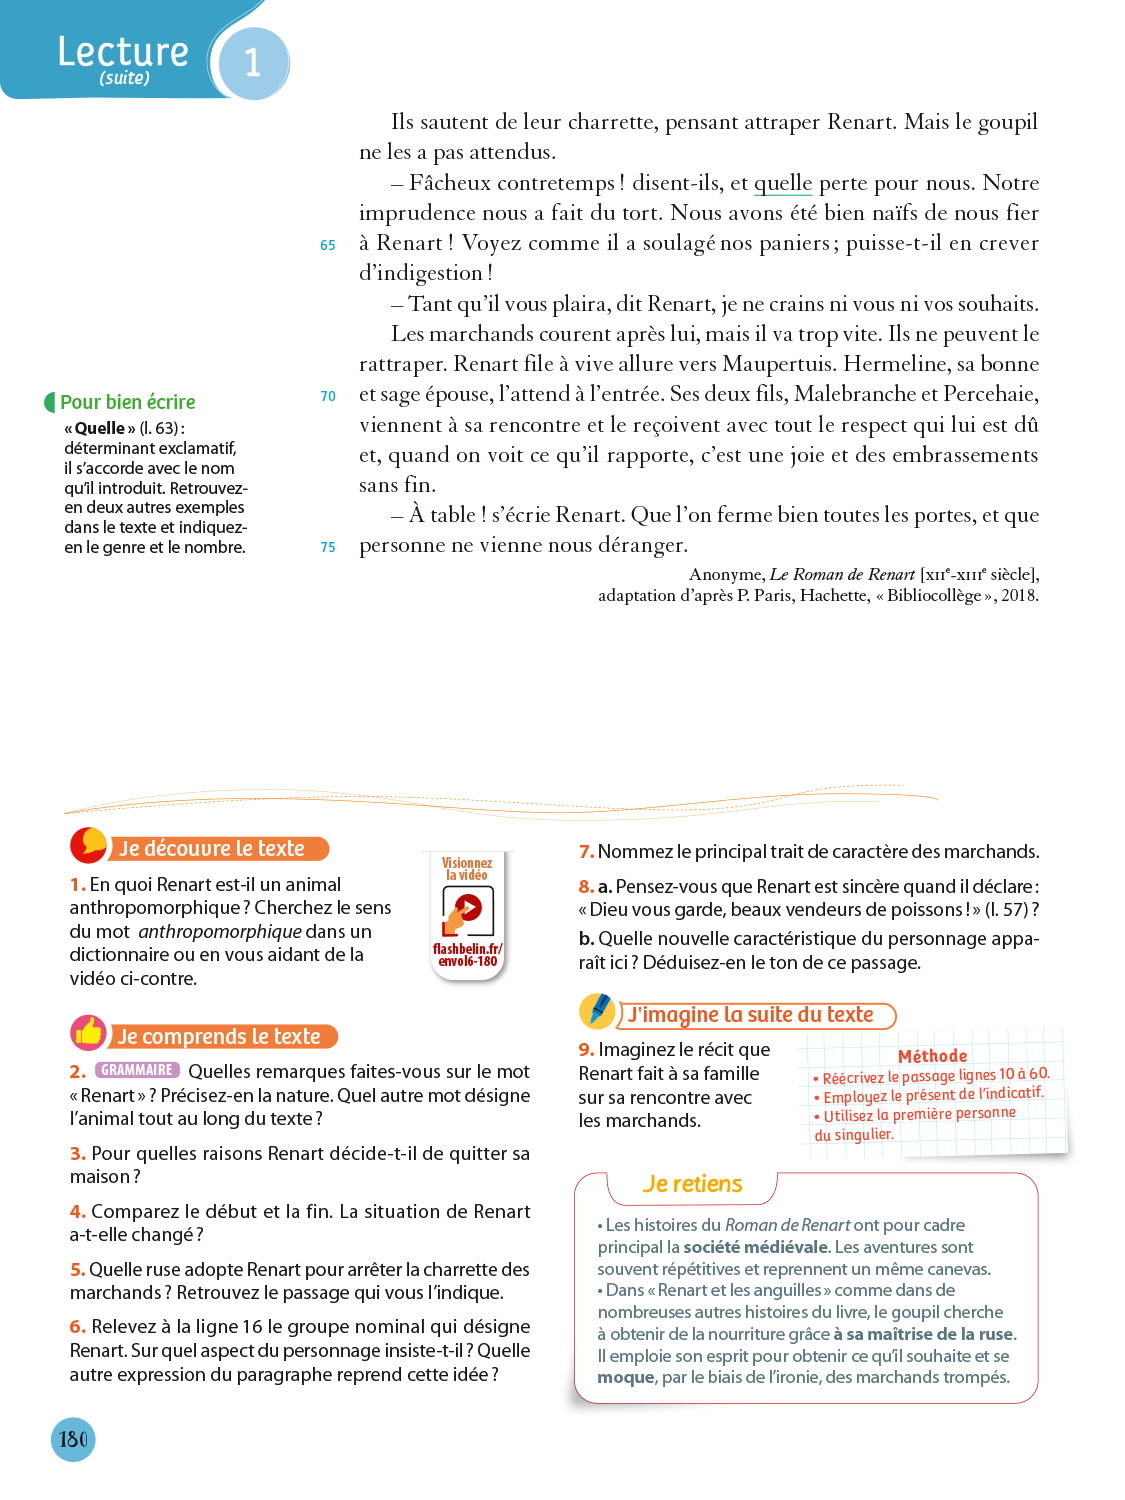 Lecture
(suite)
1
Ils sautent de leur charrette, pensant attraper Renart. Mais le goupil
ne les a pas attendus.
– Fâcheux contretemps ! disent-ils, et quelle perte pour nous. Notre
imprudence nous a fait du tort. Nous avons été bien naïfs de nous fier
65 à Renart ! Voyez comme il a soulagé nos paniers ; puisse-t-il en crever
d’indigestion !
– Tant qu’il vous plaira, dit Renart, je ne crains ni vous ni vos souhaits.
Les marchands courent après lui, mais il va trop vite. Ils ne peuvent le
rattraper. Renart file à vive allure vers Maupertuis. Hermeline, sa bonne
70 et sage épouse, l’attend à l’entrée. Ses deux fils, Malebranche et Percehaie,
viennent à sa rencontre et le reçoivent avec tout le respect qui lui est dû
et, quand on voit ce qu’il rapporte, c’est une joie et des embrassements
sans fin.
– À table ! s’écrie Renart. Que l’on ferme bien toutes les portes, et que
75 personne ne vienne nous déranger.
Anonyme, Le Roman de Renart [XIIe-XIIIe siècle],
adaptation d’après P. Paris, Hachette, « Bibliocollège », 2018.
Pour bien écrire
« Quelle » (l. 63) :
déterminant exclamatif,
il s’accorde avec le nom
qu’il introduit. Retrouvez-
en deux autres exemples
dans le texte et indiquez-
en le genre et le nombre.
Je découvre le texte
1. En quoi Renart est-il un animal
anthropomorphique ? Cherchez le sens
du mot anthropomorphique dans un
dictionnaire ou en vous aidant de la
vidéo ci-contre.
Visionnez
la vidéo
flashbelin.fr/
envol6-180
Je comprends le texte
2. GRAMMAIRE Quelles remarques faites-vous sur le mot
« Renart » ? Précisez-en la nature. Quel autre mot désigne
l’animal tout au long du texte ?
3. Pour quelles raisons Renart décide-t-il de quitter sa
maison ?
4. Comparez le début et la fin. La situation de Renart
a-t-elle changé ?
5. Quelle ruse adopte Renart pour arrêter la charrette des
marchands ? Retrouvez le passage qui vous l’indique.
6. Relevez à la ligne 16 le groupe nominal qui désigne
Renart. Sur quel aspect du personnage insiste-t-il ? Quelle
autre expression du paragraphe reprend cette idée ?
7. Nommez le principal trait de caractère des marchands.
8. a. Pensez-vous que Renart est sincère quand il déclare :
« Dieu vous garde, beaux vendeurs de poissons ! » (l. 57) ?
b. Quelle nouvelle caractéristique du personnage appa-
raît ici ? Déduisez-en le ton de ce passage.
J'imagine la suite du texte
9. Imaginez le récit que
Renart fait à sa famille
sur sa rencontre avec
les marchands.
Méthode
• Réécrivez le passage lignes 10 à 60.
• Employez le présent de l’indicatif.
• Utilisez la première personne
du singulier.
Je retiens
• Les histoires du Roman de Renart ont pour cadre
principal la société médiévale. Les aventures sont
souvent répétitives et reprennent un même canevas.
• Dans « Renart et les anguilles » comme dans de
nombreuses autres histoires du livre, le goupil cherche
à obtenir de la nourriture grâce à sa maîtrise de la ruse.
Il emploie son esprit pour obtenir ce qu’il souhaite et se
moque, par le biais de l’ironie, des marchands trompés.
180